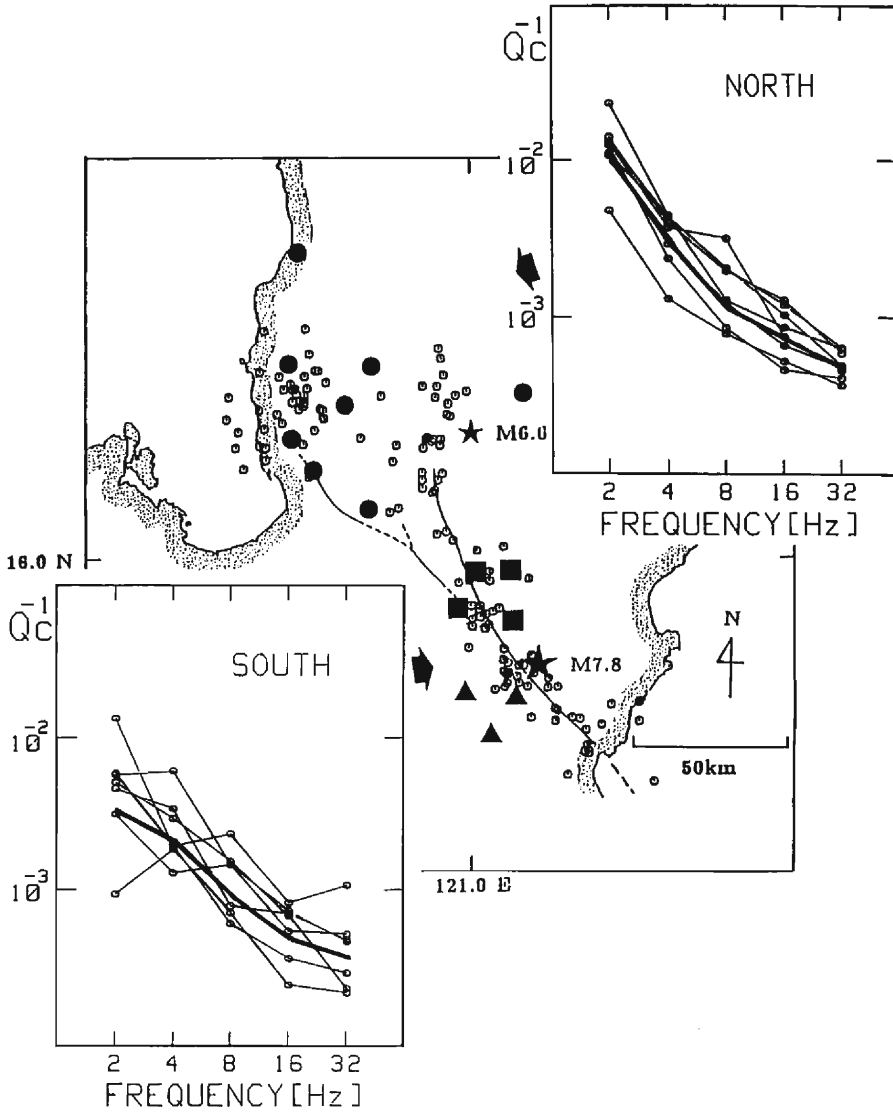 Qc⁻¹
NORTH
10⁻²
10⁻³
2 4 8 16 32
FREQUENCY[Hz]
M6.0
16.0 N
N
M7.8
50km
121.0 E
Qc⁻¹
SOUTH
10⁻²
10⁻³
2 4 8 16 32
FREQUENCY[Hz]